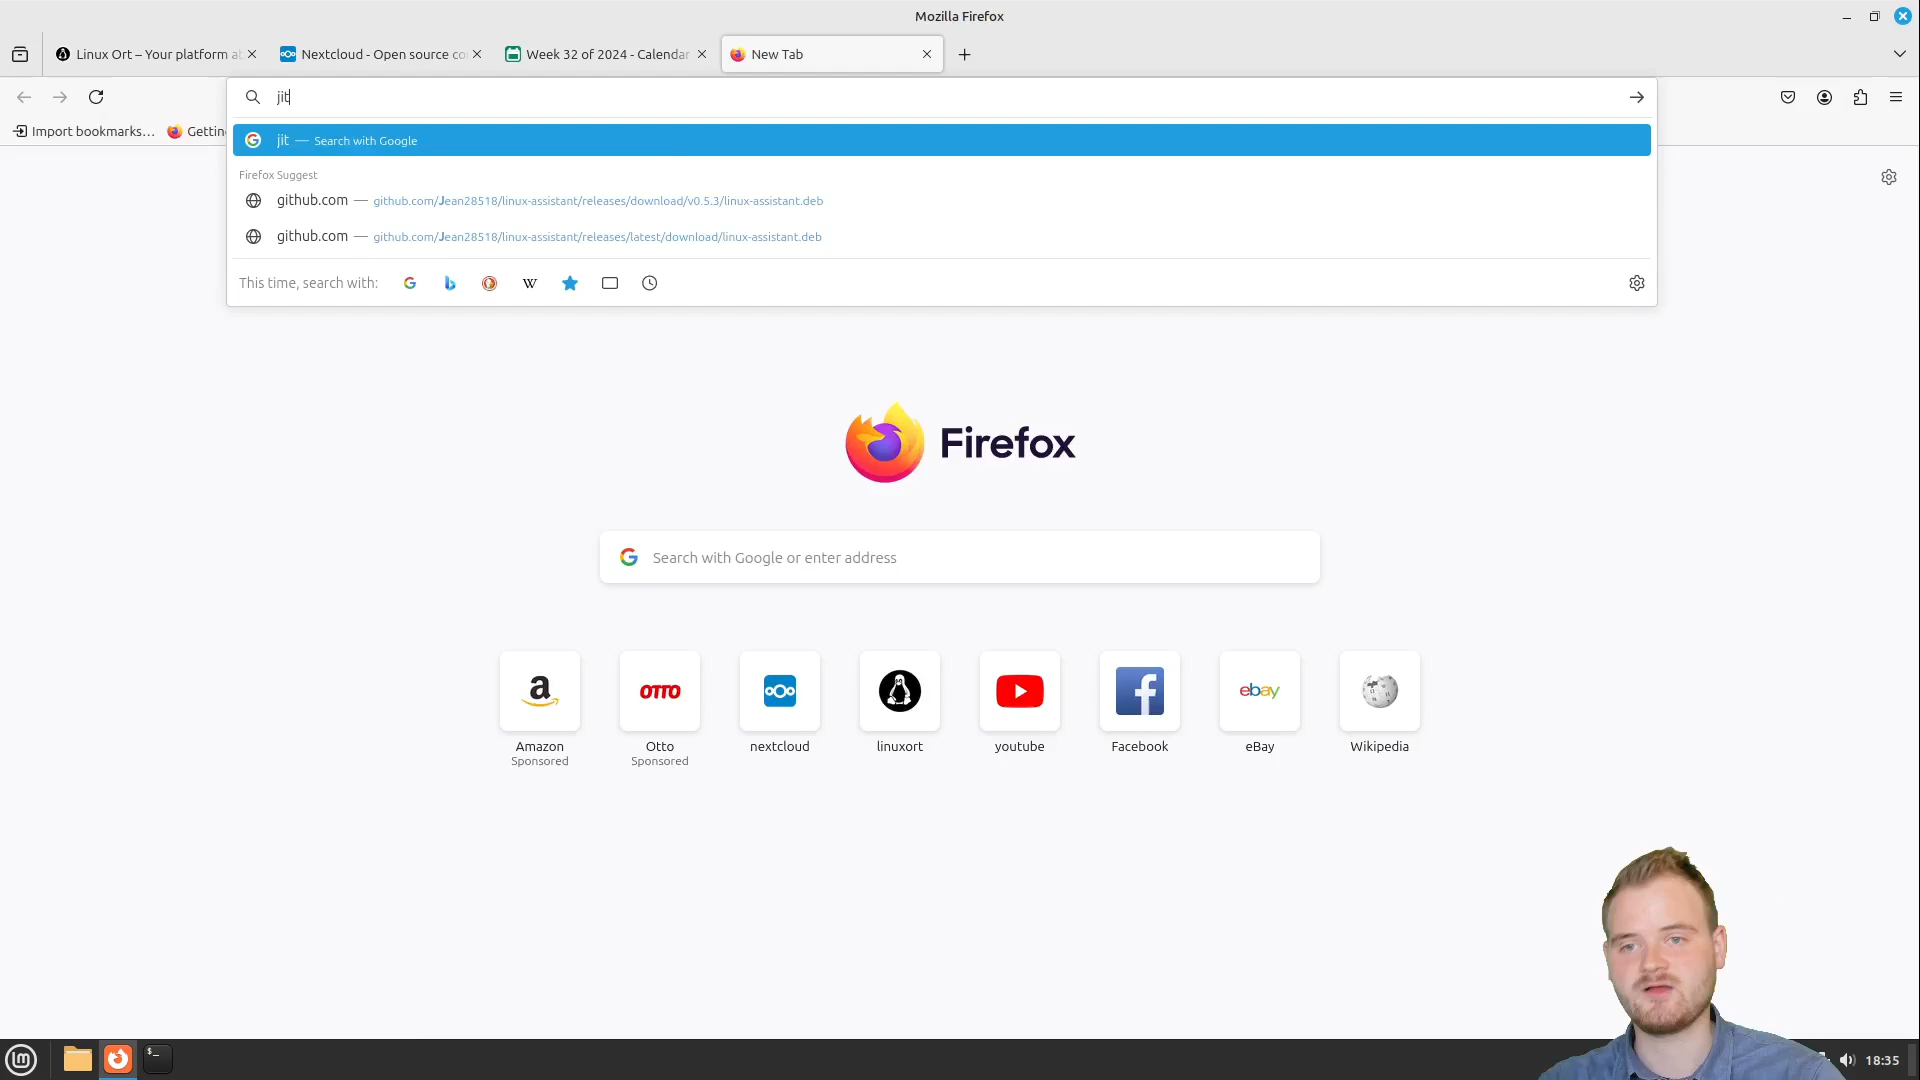 Mozilla Firefox
Linux Ort – Your platform a
Nextcloud - Open source co
Week 32 of 2024 - Calendar
New Tab
jit
Import bookmarks...
Gettin
jit — Search with Google
Firefox Suggest
github.com — github.com/Jean28518/linux-assistant/releases/download/v0.5.3/linux-assistant.deb
github.com — github.com/Jean28518/linux-assistant/releases/latest/download/linux-assistant.deb
This time, search with:
W
Firefox
Search with Google or enter address
a
OTTO
ebay
Amazon
Sponsored
Otto
Sponsored
nextcloud
linuxort
youtube
Facebook
eBay
Wikipedia
$_
18:35